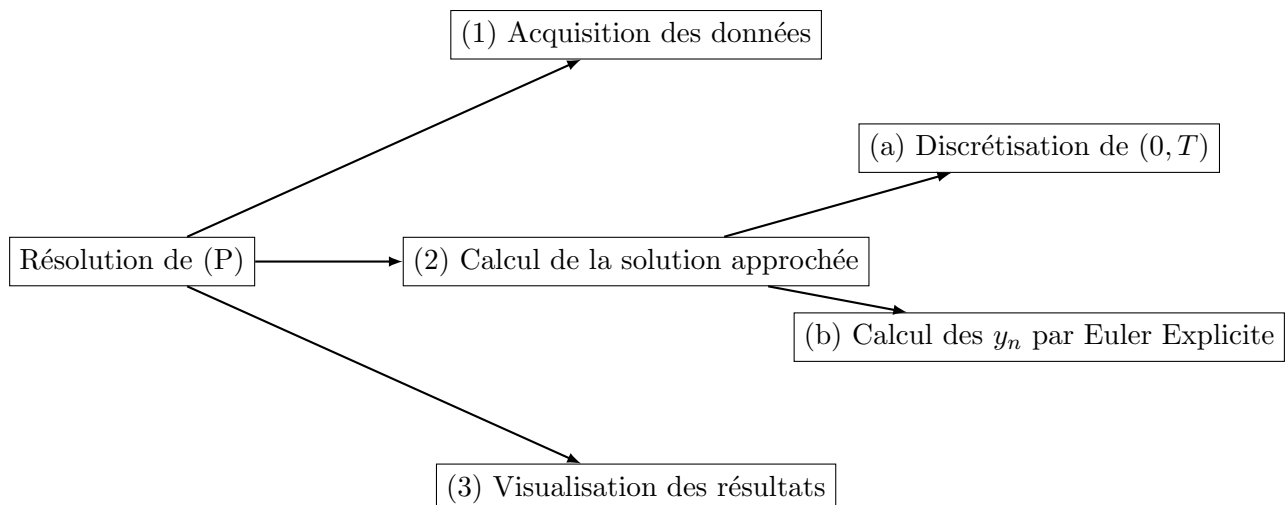 (1) Acquisition des données
(a) Discrétisation de (0, T)
Résolution de (P)
(2) Calcul de la solution approchée
(b) Calcul des yₙ par Euler Explicite
(3) Visualisation des résultats